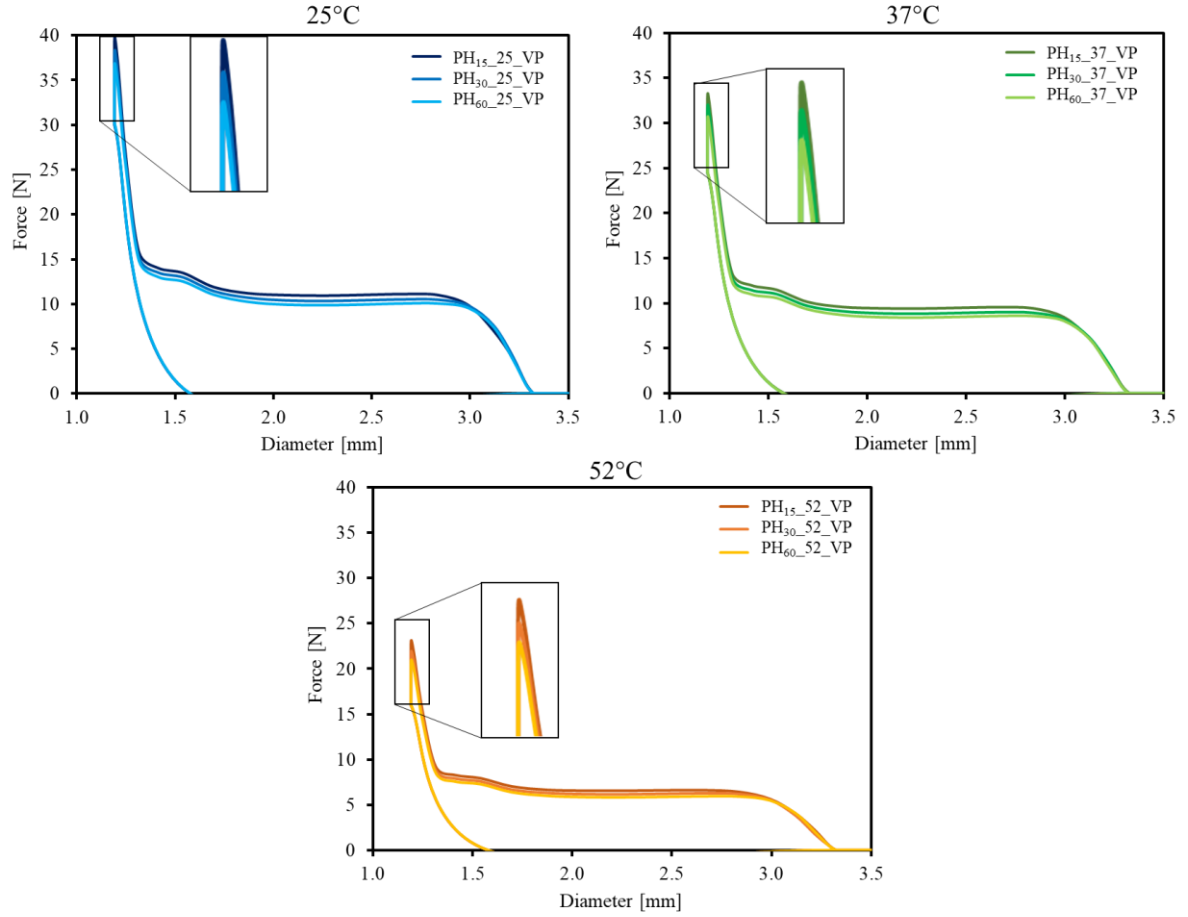 25°C
40
35
30
25
20
15
10
5
0
Force [N]
PH₁₅_25_VP
PH₃₀_25_VP
PH₆₀_25_VP
1.0 1.5 2.0 2.5 3.0 3.5
Diameter [mm]
37°C
40
35
30
25
20
15
10
5
0
Force [N]
PH₁₅_37_VP
PH₃₀_37_VP
PH₆₀_37_VP
1.0 1.5 2.0 2.5 3.0 3.5
Diameter [mm]
52°C
40
35
30
25
20
15
10
5
0
Force [N]
PH₁₅_52_VP
PH₃₀_52_VP
PH₆₀_52_VP
1.0 1.5 2.0 2.5 3.0 3.5
Diameter [mm]